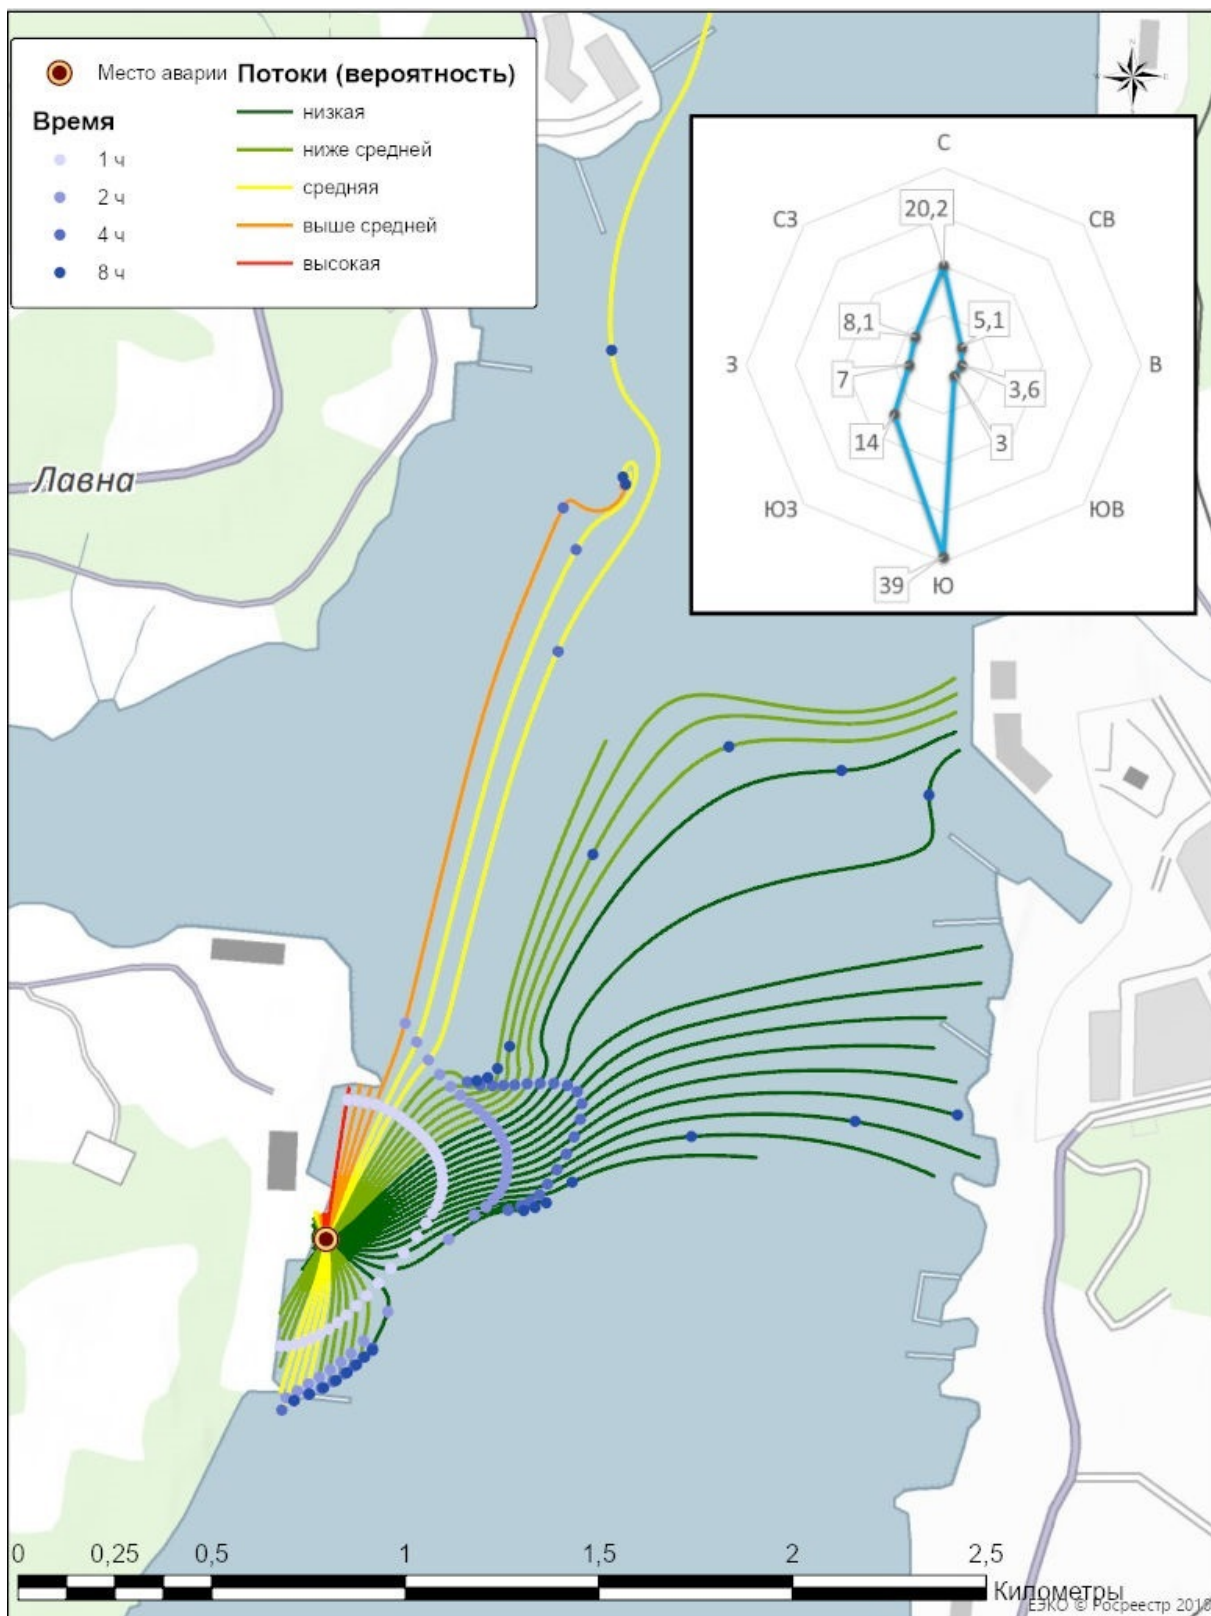 Место аварии
Потоки (вероятность)
Время
1 ч
2 ч
4 ч
8 ч
низкая
ниже средней
средняя
выше средней
высокая
С
СВ
В
ЮВ
Ю
ЮЗ
З
СЗ
20,2
5,1
3,6
3
39
14
7
8,1
Лавна
0 0,25 0,5 1 1,5 2 2,5
Километры
ЕЭКО © Росреестр 2010